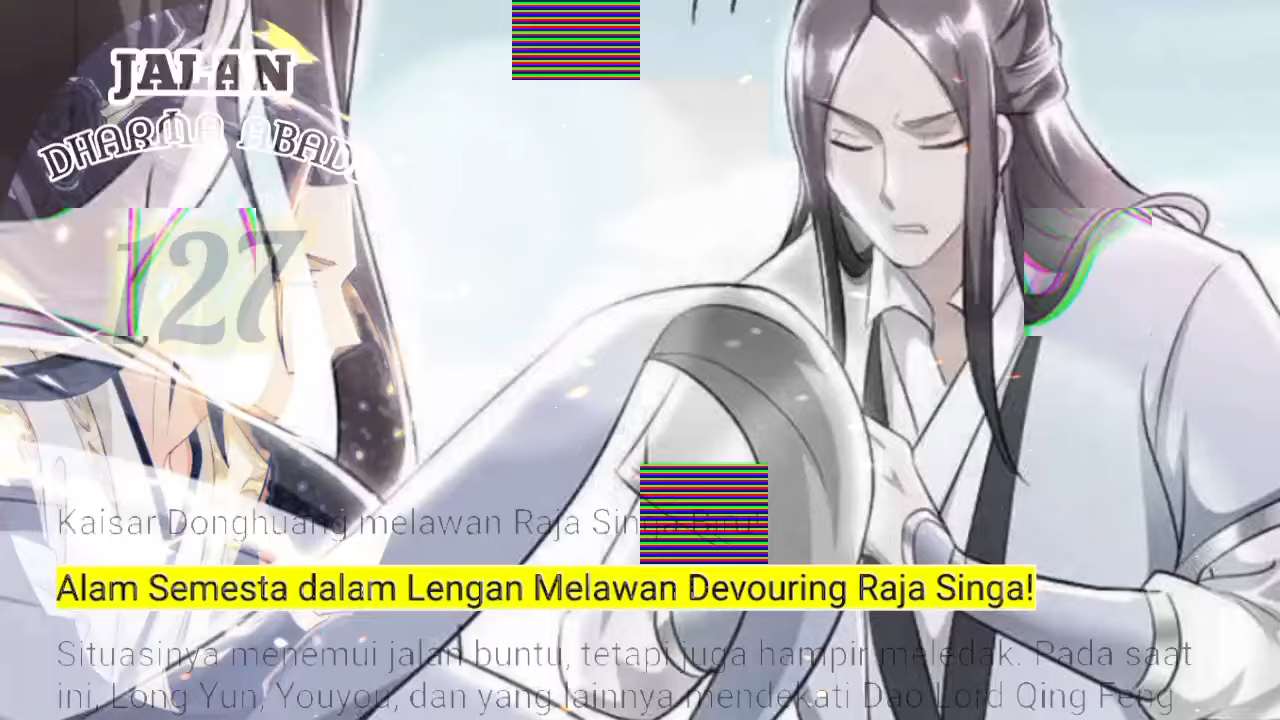 JALAN
DHARMA ABADI
127
Kaisar Donghuang melawan Raja Singa Biru!
Alam Semesta dalam Lengan Melawan Devouring Raja Singa!
Situasinya menemui jalan buntu, tetapi juga hampir meledak. Pada saat
ini, Long Yun, Youyou, dan yang lainnya mendekati Dao Lord Qing Feng